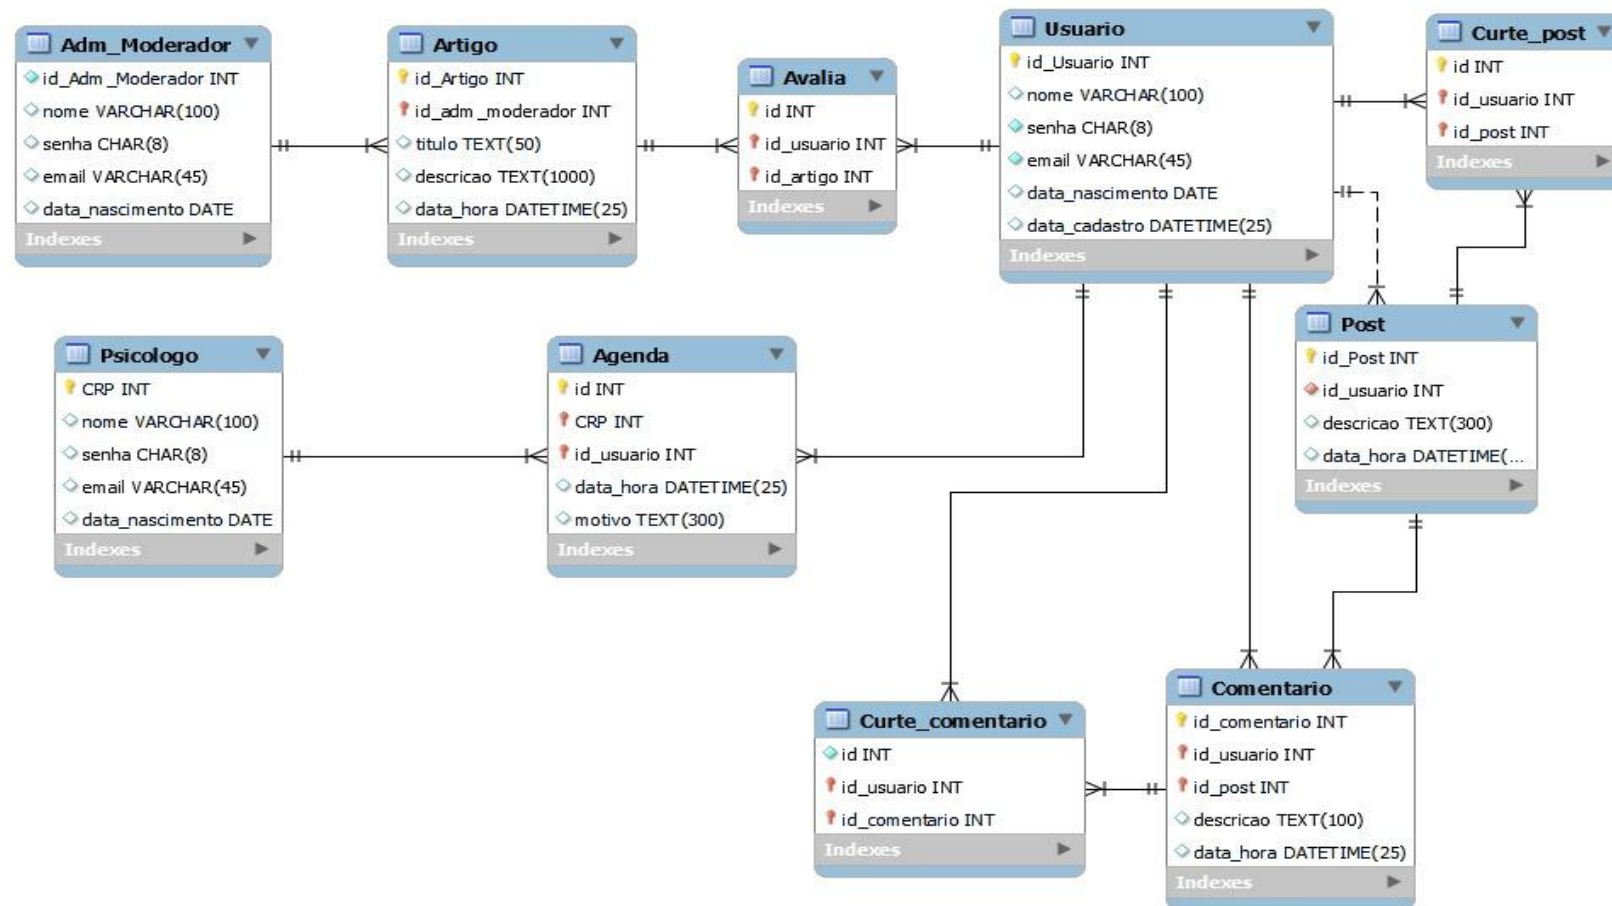 Adm_Moderador
id_Adm_Moderador INT
nome VARCHAR(100)
senha CHAR(8)
email VARCHAR(45)
data_nascimento DATE
Indexes
Artigo
id_Artigo INT
id_adm_moderador INT
titulo TEXT(50)
descricao TEXT(1000)
data_hora DATETIME(25)
Indexes
Avalia
id INT
id_usuario INT
id_artigo INT
Indexes
Usuario
id_Usuario INT
nome VARCHAR(100)
senha CHAR(8)
email VARCHAR(45)
data_nascimento DATE
data_cadastro DATETIME(25)
Indexes
Curte_post
id INT
id_usuario INT
id_post INT
Indexes
Psicologo
CRP INT
nome VARCHAR(100)
senha CHAR(8)
email VARCHAR(45)
data_nascimento DATE
Indexes
Agenda
id INT
CRP INT
id_usuario INT
data_hora DATETIME(25)
motivo TEXT(300)
Indexes
Post
id_Post INT
id_usuario INT
descricao TEXT(300)
data_hora DATETIME(...
Indexes
Curte_comentario
id INT
id_usuario INT
id_comentario INT
Indexes
Comentario
id_comentario INT
id_usuario INT
id_post INT
descricao TEXT(100)
data_hora DATETIME(25)
Indexes